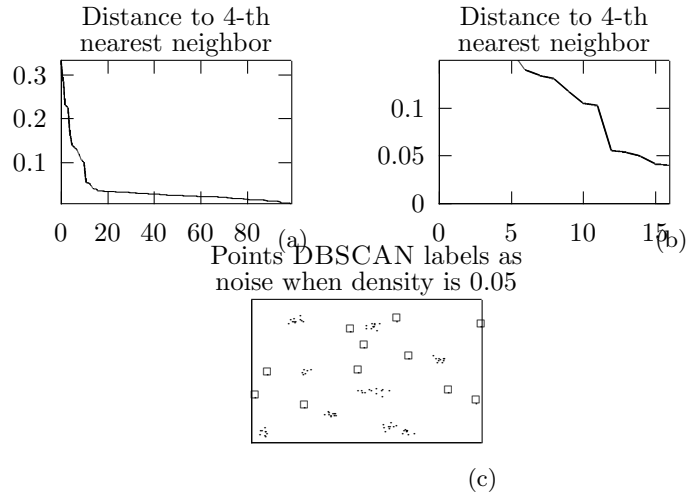 Distance to 4-th
nearest neighbor
0.3
0.2
0.1
0 20 40 60 80
(a)
Distance to 4-th
nearest neighbor
0.1
0.05
0
0 5 10 15
(b)
Points DBSCAN labels as
noise when density is 0.05
(c)